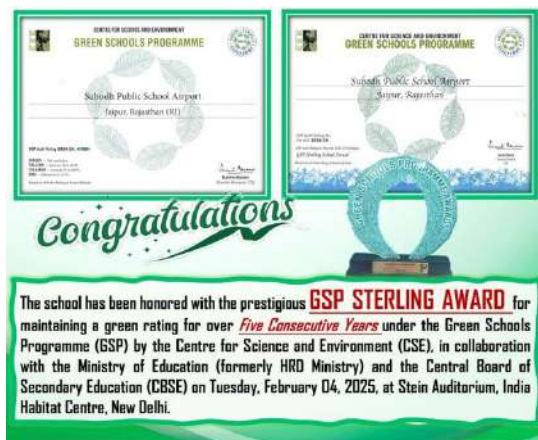 CENTRE FOR SCIENCE AND ENVIRONMENT
GREEN SCHOOLS PROGRAMME
Subodh Public School Airport
Jaipur, Rajasthan (RJ)
CENTRE FOR SCIENCE AND ENVIRONMENT
GREEN SCHOOLS PROGRAMME
Subodh Public School Airport
Jaipur, Rajasthan
GREEN SCHOOLS PROGRAMME AWARDS
Congratulations
The school has been honored with the prestigious GSP STERLING AWARD for
maintaining a green rating for over Five Consecutive Years under the Green Schools
Programme (GSP) by the Centre for Science and Environment (CSE), in collaboration
with the Ministry of Education (formerly HRD Ministry) and the Central Board of
Secondary Education (CBSE) on Tuesday, February 04, 2025, at Stein Auditorium, India
Habitat Centre, New Delhi.